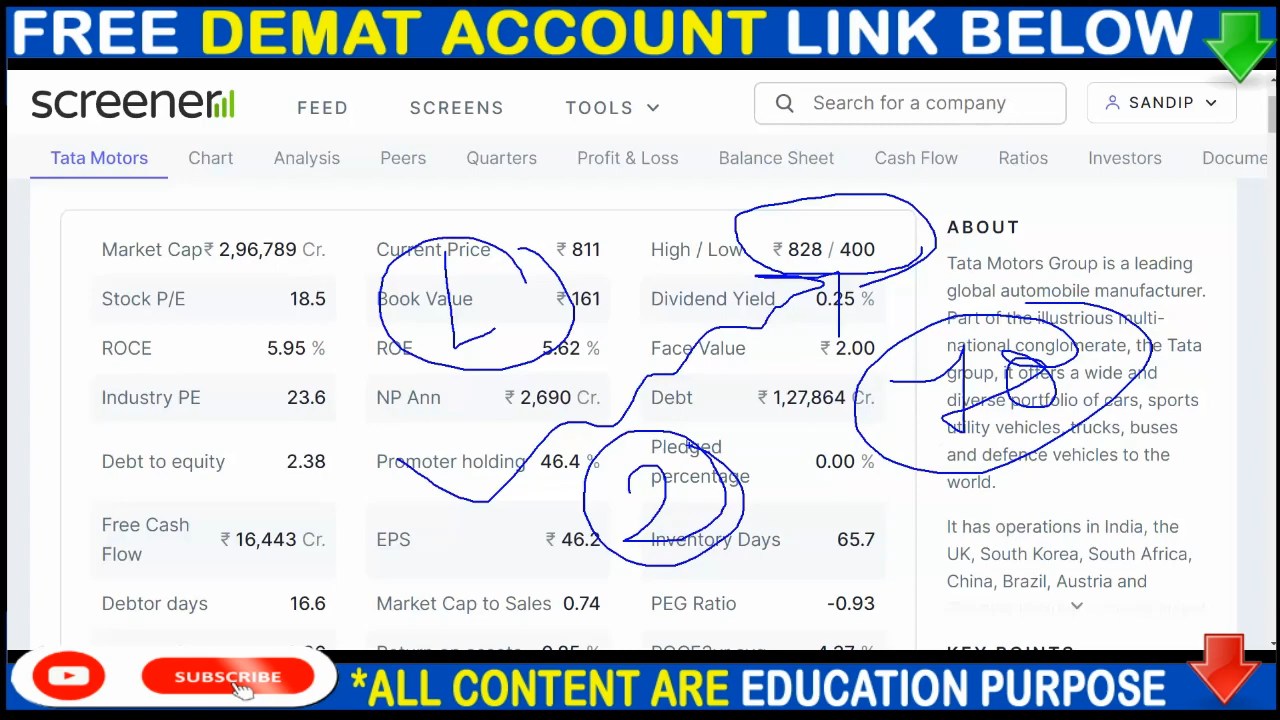 FREE DEMAT ACCOUNT LINK BELOW
screener
FEED SCREENS TOOLS
Search for a company
SANDIP
Tata Motors Chart Analysis Peers Quarters Profit & Loss Balance Sheet Cash Flow Ratios Investors Docume
Market Cap ₹ 2,96,789 Cr. Current Price ₹ 811 High / Low ₹ 828 / 400
Stock P/E 18.5 Book Value ₹ 161 Dividend Yield 0.25 %
ROCE 5.95 % ROE 5.62 % Face Value ₹ 2.00
Industry PE 23.6 NP Ann ₹ 2,690 Cr. Debt ₹ 1,27,864 Cr.
Debt to equity 2.38 Promoter holding 46.4 % Pledged percentage 0.00 %
Free Cash Flow ₹ 16,443 Cr. EPS ₹ 46.2 Inventory Days 65.7
Debtor days 16.6 Market Cap to Sales 0.74 PEG Ratio -0.93
ABOUT
Tata Motors Group is a leading
global automobile manufacturer.
Part of the illustrious multi-
national conglomerate, the Tata
group, it offers a wide and
diverse portfolio of cars, sports
utility vehicles, trucks, buses
and defence vehicles to the
world.
It has operations in India, the
UK, South Korea, South Africa,
China, Brazil, Austria and
KEY POINTS
2
SUBSCRIBE
*ALL CONTENT ARE EDUCATION PURPOSE